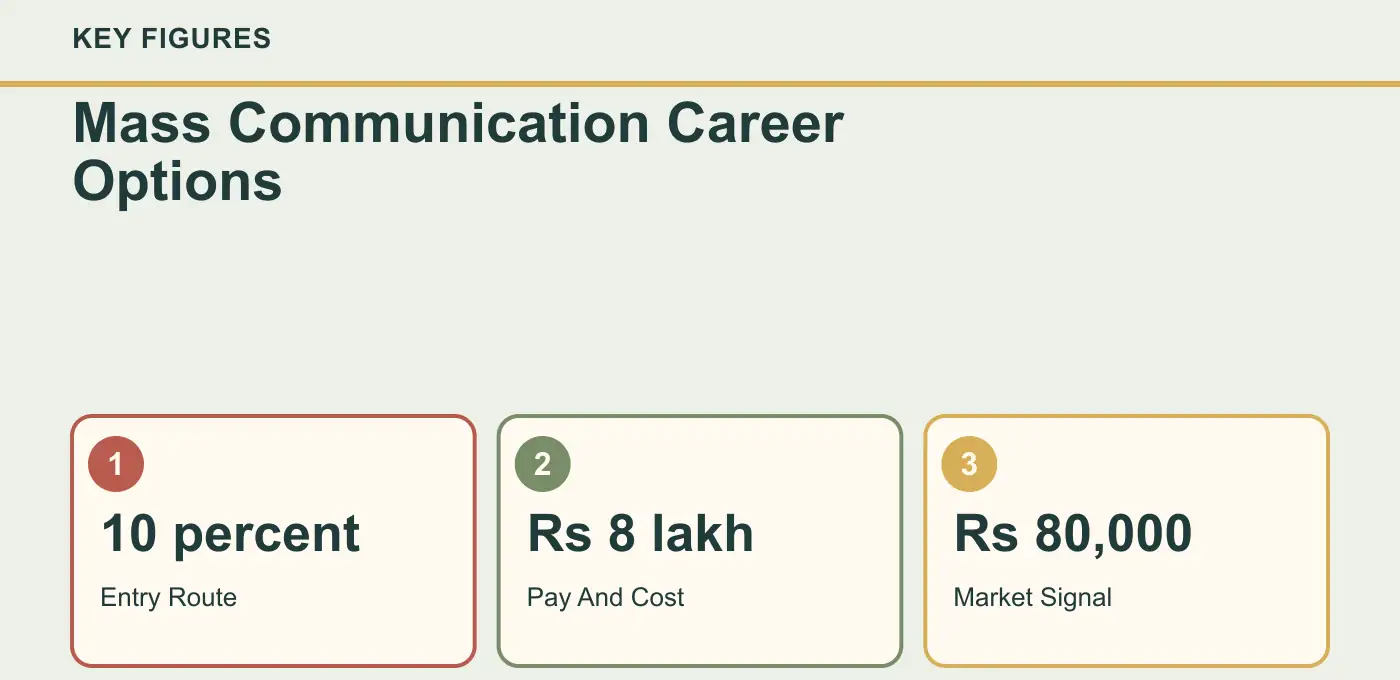 KEY FIGURES
Mass Communication Career
Options
1
10 percent
Entry Route
2
Rs 8 lakh
Pay And Cost
3
Rs 80,000
Market Signal